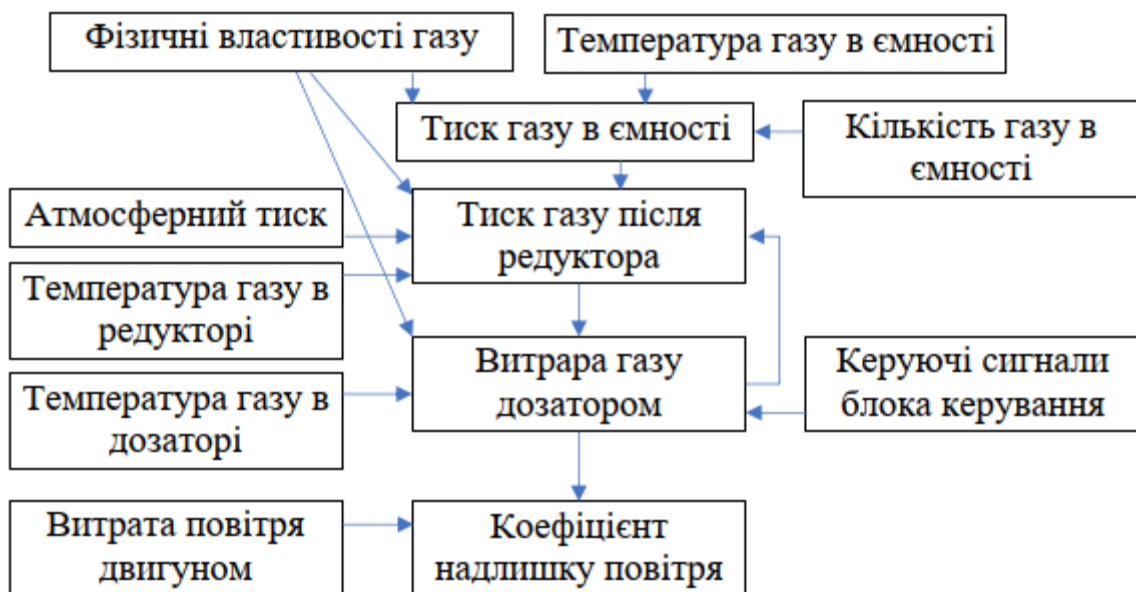 Фізичні властивості газу
Температура газу в ємності
Тиск газу в ємності
Кількість газу в
ємності
Атмосферний тиск
Тиск газу після
редуктора
Температура газу в
редукторі
Витрара газу
дозатором
Керуючі сигнали
блока керування
Температура газу в
дозаторі
Витрата повітря
двигуном
Коефіцієнт
надлишку повітря